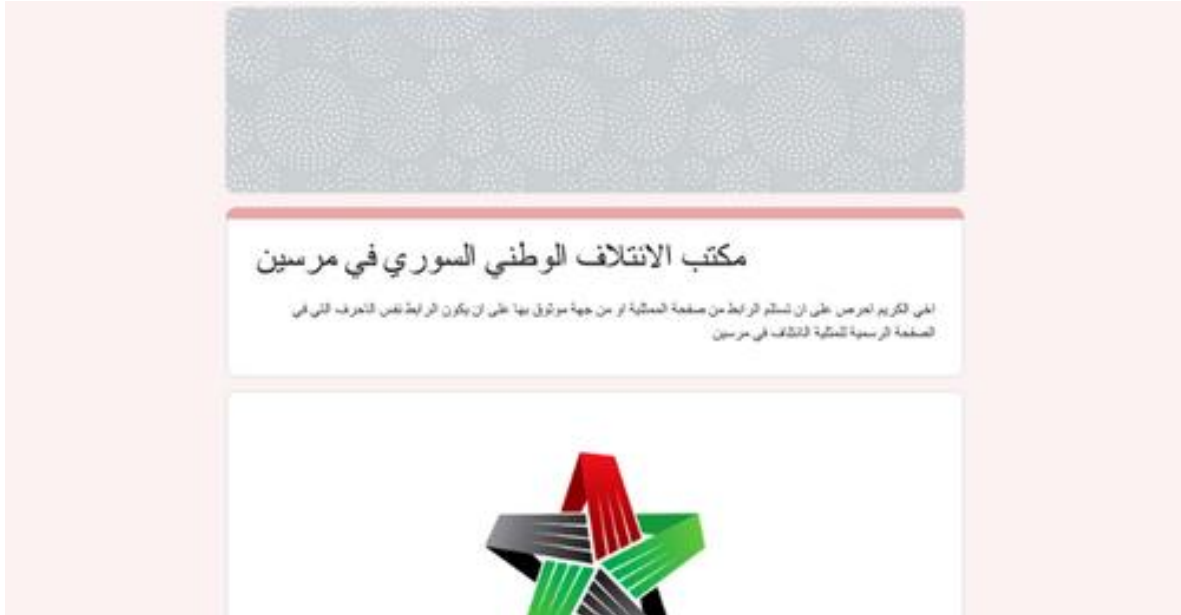 مكتب الائتلاف الوطني السوري في مرسين
اخي الكريم احرص على ان تستلم الرابط من صفحة الممثلية او من جهة موثوق بها على ان يكون الرابط نفس الاحرف التي في
الصفحة الرسمية للمثلية الائتلاف في مرسين